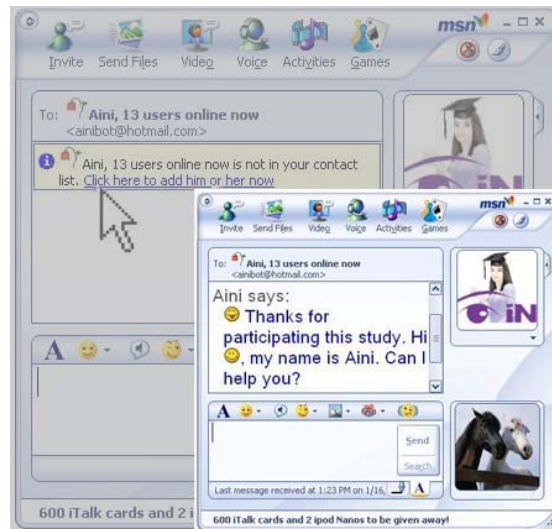 msn
Invite Send Files Video Voice Activities Games
To: Aini, 13 users online now
<ainibot@hotmail.com>
Aini, 13 users online now is not in your contact
list. Click here to add him or her now
A
600 iTalk cards and 2 i
msn
Invite Send Files Video Voice Activities Games
To: Aini, 13 users online now
<ainibot@hotmail.com>
Aini says:
Thanks for
participating this study. Hi
, my name is Aini. Can I
help you?
iN
A
Send
Search
Last message received at 1:23 PM on 1/16,
A
600 iTalk cards and 2 ipod Nanos to be given away!